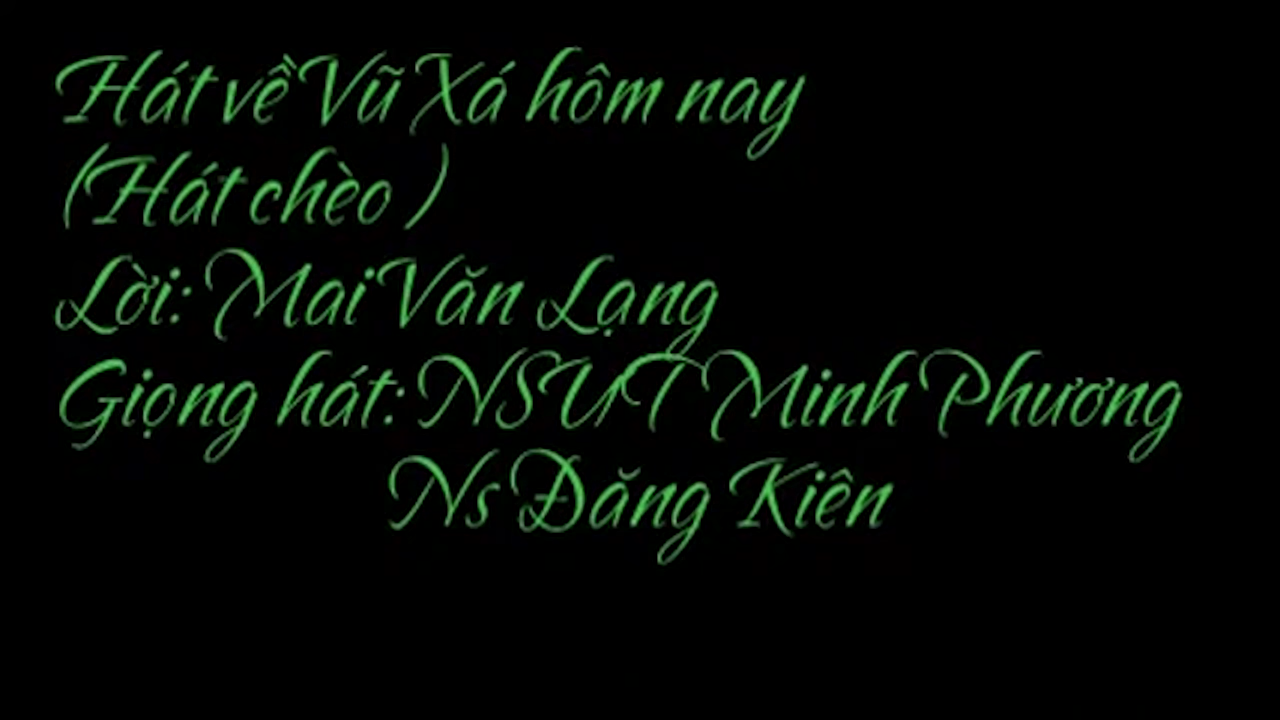 Hát về Vũ Xá hôm nay
(Hát chèo )
Lời: Mai Văn Lạng
Giọng hát: NSUT Minh Phương
Ns Đăng Kiên